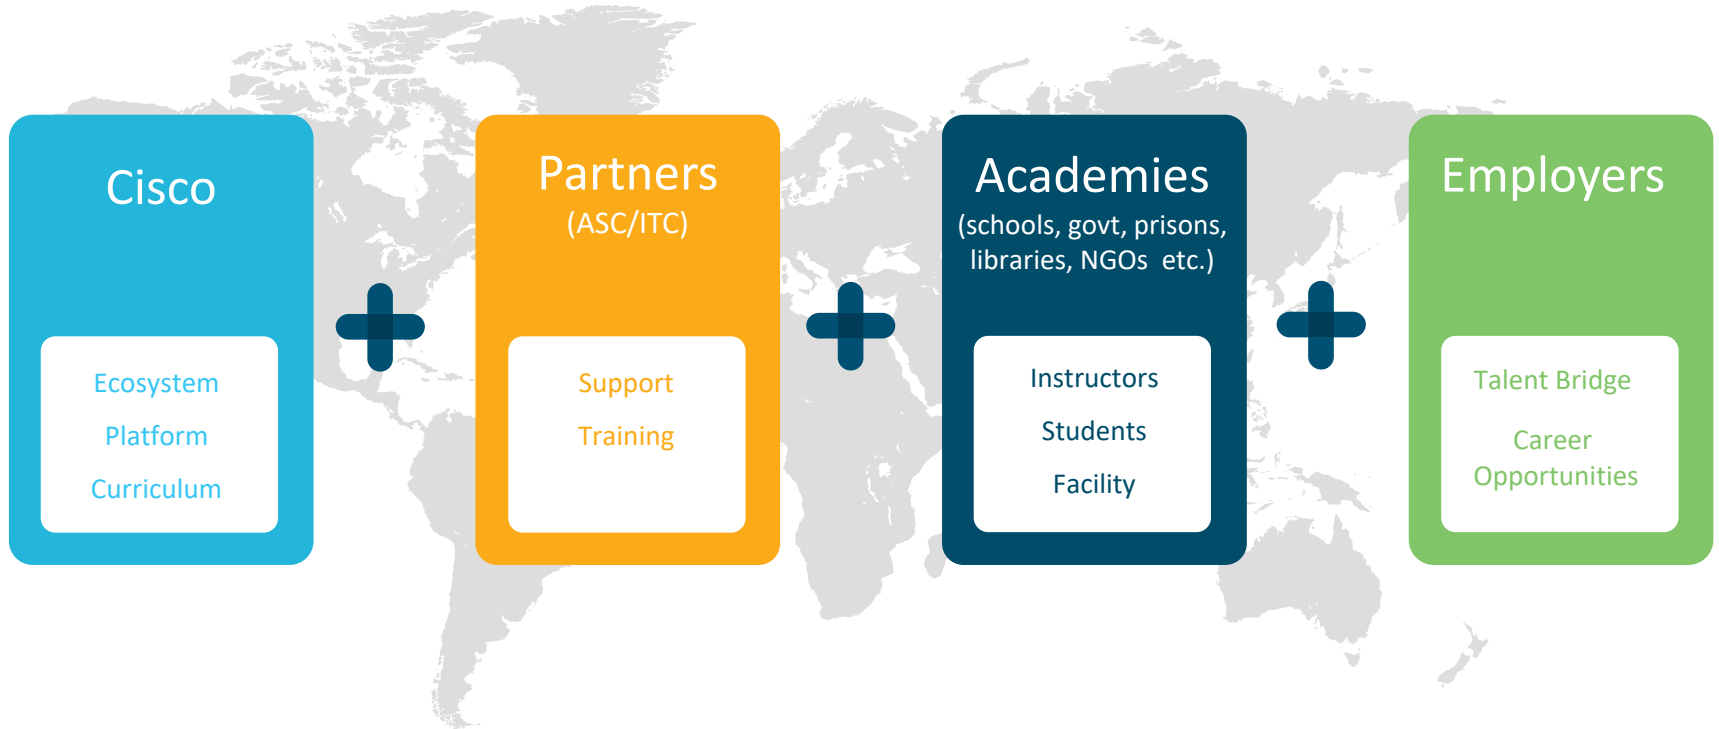 Cisco
Ecosystem
Platform
Curriculum
Partners
(ASC/ITC)
Support
Training
Academies
(schools, govt, prisons,
libraries, NGOs  etc.)
Instructors
Students
Facility
Employers
Talent Bridge
Career
Opportunities